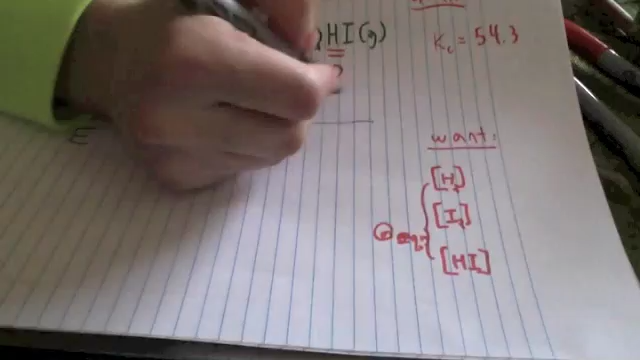 HI(g)
Kc = 54.3
E
want:
[H₂]
[I₂]
@ eq
[HI]